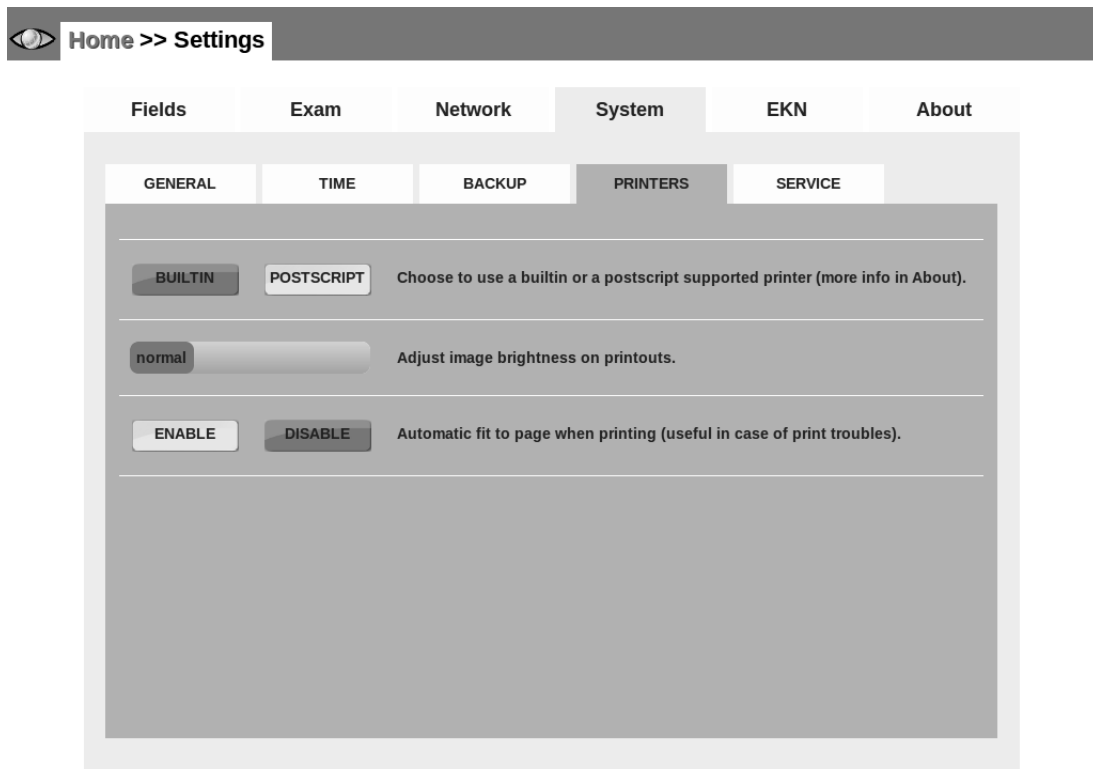 Home >> Settings
Fields Exam Network System EKN About
GENERAL TIME BACKUP PRINTERS SERVICE
BUILTIN POSTSCRIPT Choose to use a builtin or a postscript supported printer (more info in About).
normal Adjust image brightness on printouts.
ENABLE DISABLE Automatic fit to page when printing (useful in case of print troubles).